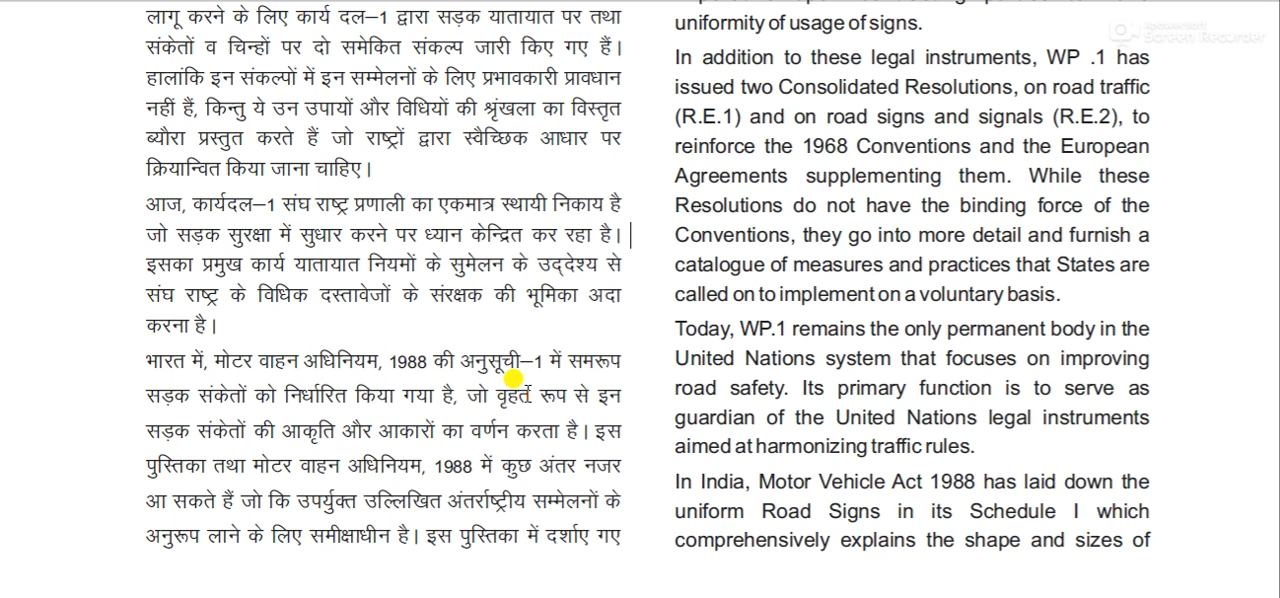 लागू करने के लिए कार्य दल–1 द्वारा सड़क यातायात पर तथा
संकेतों व चिन्हों पर दो समेकित संकल्प जारी किए गए हैं।
हालांकि इन संकल्पों में इन सम्मेलनों के लिए प्रभावकारी प्रावधान
नहीं हैं, किन्तु ये उन उपायों और विधियों की श्रृंखला का विस्तृत
ब्यौरा प्रस्तुत करते हैं जो राष्ट्रों द्वारा स्वैच्छिक आधार पर
क्रियान्वित किया जाना चाहिए।
आज, कार्यदल–1 संघ राष्ट्र प्रणाली का एकमात्र स्थायी निकाय है
जो सड़क सुरक्षा में सुधार करने पर ध्यान केन्द्रित कर रहा है।
इसका प्रमुख कार्य यातायात नियमों के सुमेलन के उद्देश्य से
संघ राष्ट्र के विधिक दस्तावेजों के संरक्षक की भूमिका अदा
करना है।
भारत में, मोटर वाहन अधिनियम, 1988 की अनुसूची–1 में समरूप
सड़क संकेतों को निर्धारित किया गया है, जो वृहर्त रूप से इन
सड़क संकेतों की आकृति और आकारों का वर्णन करता है। इस
पुस्तिका तथा मोटर वाहन अधिनियम, 1988 में कुछ अंतर नजर
आ सकते हैं जो कि उपर्युक्त उल्लिखित अंतर्राष्ट्रीय सम्मेलनों के
अनुरूप लाने के लिए समीक्षाधीन है। इस पुस्तिका में दर्शाए गए
uniformity of usage of signs.
In addition to these legal instruments, WP .1 has
issued two Consolidated Resolutions, on road traffic
(R.E.1) and on road signs and signals (R.E.2), to
reinforce the 1968 Conventions and the European
Agreements supplementing them. While these
Resolutions do not have the binding force of the
Conventions, they go into more detail and furnish a
catalogue of measures and practices that States are
called on to implement on a voluntary basis.
Today, WP.1 remains the only permanent body in the
United Nations system that focuses on improving
road safety. Its primary function is to serve as
guardian of the United Nations legal instruments
aimed at harmonizing traffic rules.
In India, Motor Vehicle Act 1988 has laid down the
uniform Road Signs in its Schedule I which
comprehensively explains the shape and sizes of
Apowersoft
Screen Recorder